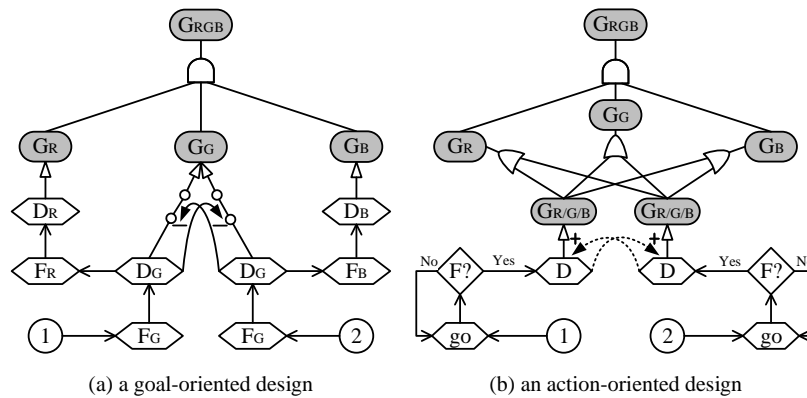 GRGB
GRGB
GG
GR
GG
GB
GR
GB
DR
DB
GR/G/B
GR/G/B
+
+
No
F?
Yes
D
D
Yes
F?
N
FR
DG
DG
FB
1
FG
FG
2
go
1
2
go
(a) a goal-oriented design
(b) an action-oriented design